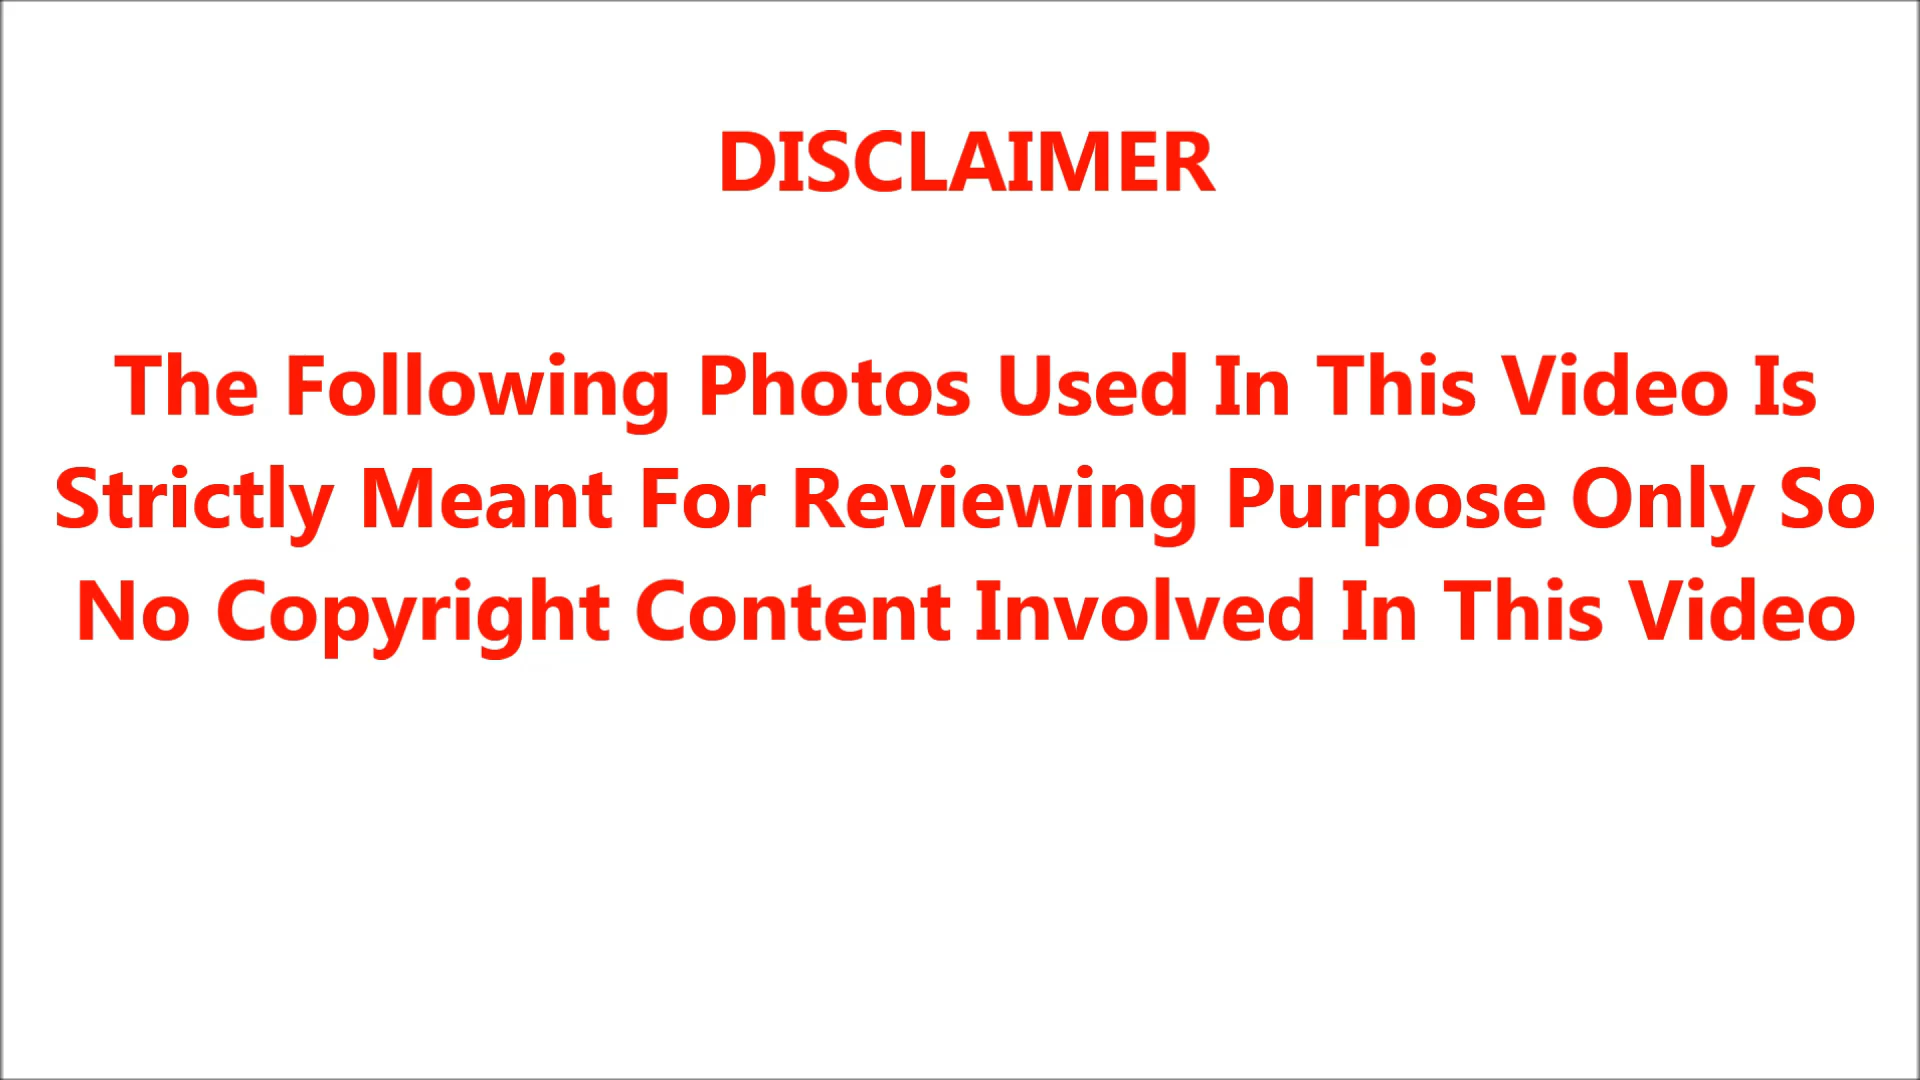 DISCLAIMER
The Following Photos Used In This Video Is
Strictly Meant For Reviewing Purpose Only So
No Copyright Content Involved In This Video